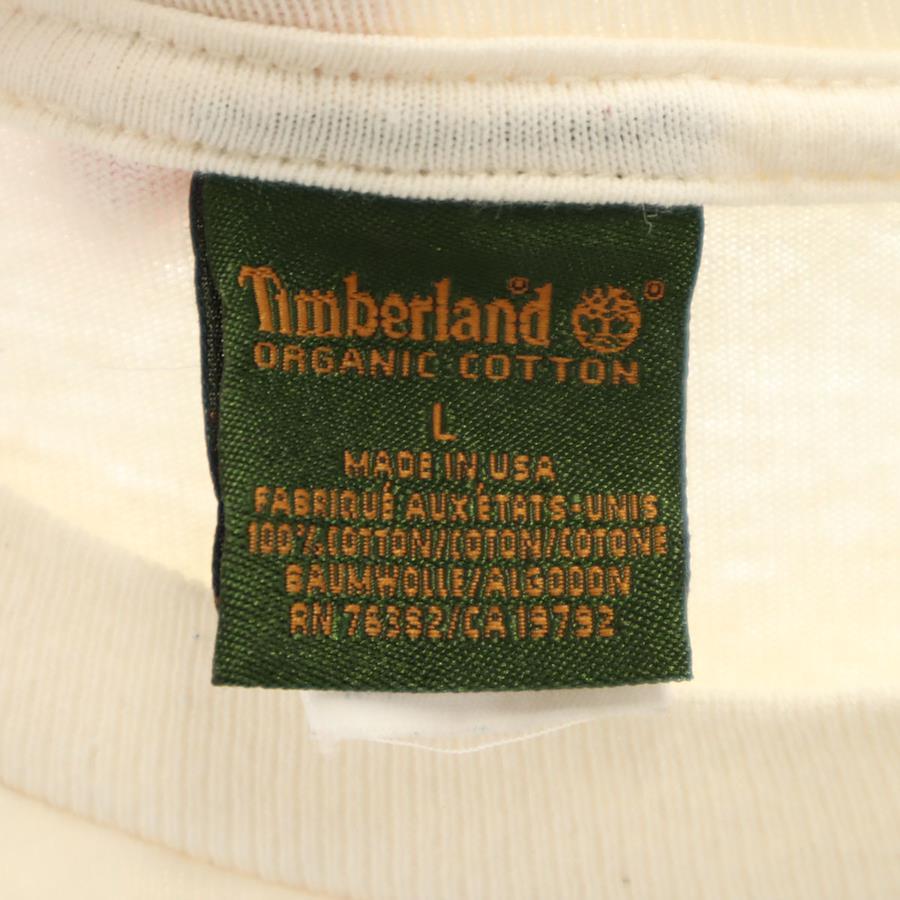 Timberland®
ORGANIC COTTON
L
MADE IN USA
FABRIQUÉ AUX ÉTATS-UNIS
100% COTTON/COTON/COTONE
BAUMWOLLE/ALGODON
RN 76392/CA 19792